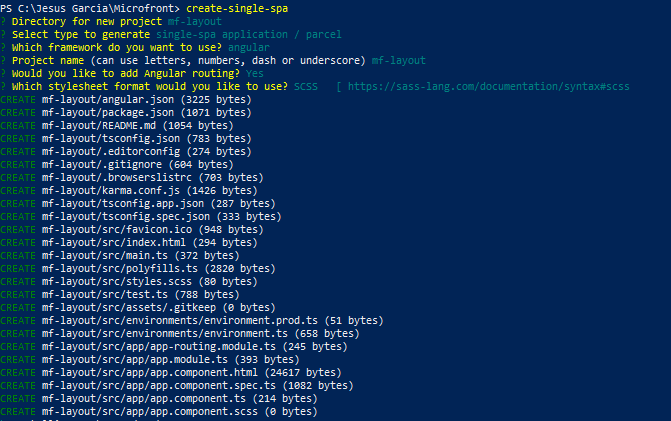 PS C:\Jesus Garcia\Microfront> create-single-spa
? Directory for new project mf-layout
? Select type to generate single-spa application / parcel
? Which framework do you want to use? angular
? Project name (can use letters, numbers, dash or underscore) mf-layout
? Would you like to add Angular routing? Yes
? Which stylesheet format would you like to use? SCSS   [ https://sass-lang.com/documentation/syntax#scss
CREATE mf-layout/angular.json (3225 bytes)
CREATE mf-layout/package.json (1071 bytes)
CREATE mf-layout/README.md (1054 bytes)
CREATE mf-layout/tsconfig.json (783 bytes)
CREATE mf-layout/.editorconfig (274 bytes)
CREATE mf-layout/.gitignore (604 bytes)
CREATE mf-layout/.browserslistrc (703 bytes)
CREATE mf-layout/karma.conf.js (1426 bytes)
CREATE mf-layout/tsconfig.app.json (287 bytes)
CREATE mf-layout/tsconfig.spec.json (333 bytes)
CREATE mf-layout/src/favicon.ico (948 bytes)
CREATE mf-layout/src/index.html (294 bytes)
CREATE mf-layout/src/main.ts (372 bytes)
CREATE mf-layout/src/polyfills.ts (2820 bytes)
CREATE mf-layout/src/styles.scss (80 bytes)
CREATE mf-layout/src/test.ts (788 bytes)
CREATE mf-layout/src/assets/.gitkeep (0 bytes)
CREATE mf-layout/src/environments/environment.prod.ts (51 bytes)
CREATE mf-layout/src/environments/environment.ts (658 bytes)
CREATE mf-layout/src/app/app-routing.module.ts (245 bytes)
CREATE mf-layout/src/app/app.module.ts (393 bytes)
CREATE mf-layout/src/app/app.component.html (24617 bytes)
CREATE mf-layout/src/app/app.component.spec.ts (1082 bytes)
CREATE mf-layout/src/app/app.component.ts (214 bytes)
CREATE mf-layout/src/app/app.component.scss (0 bytes)